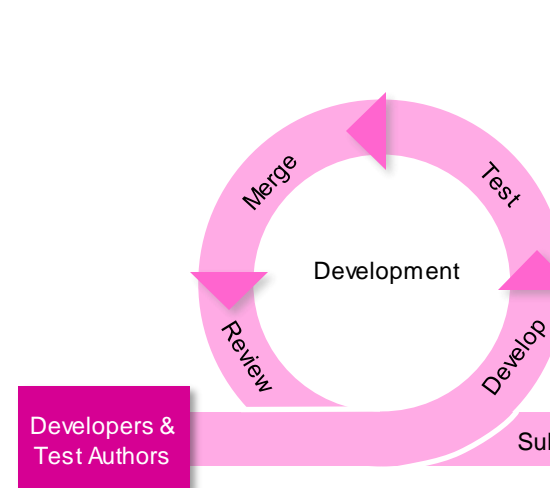 Merge
Test
Development
Review
Develop
Developers &
Test Authors